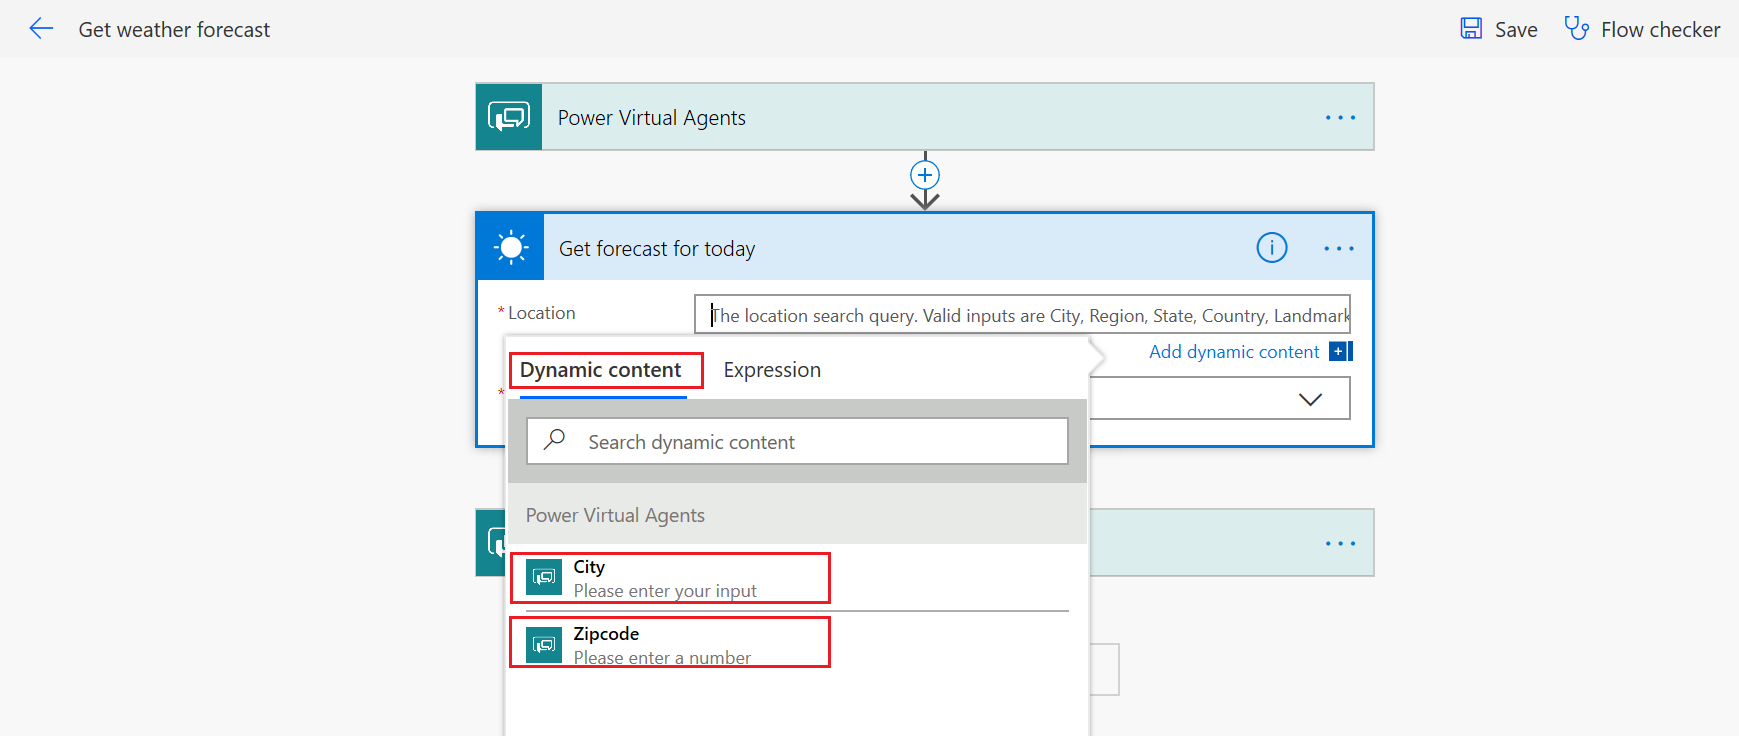 Get weather forecast
Save
Flow checker
Power Virtual Agents
Get forecast for today
* Location
The location search query. Valid inputs are City, Region, State, Country, Landmark
Add dynamic content
Dynamic content
Expression
*
Search dynamic content
Power Virtual Agents
City
Please enter your input
Zipcode
Please enter a number